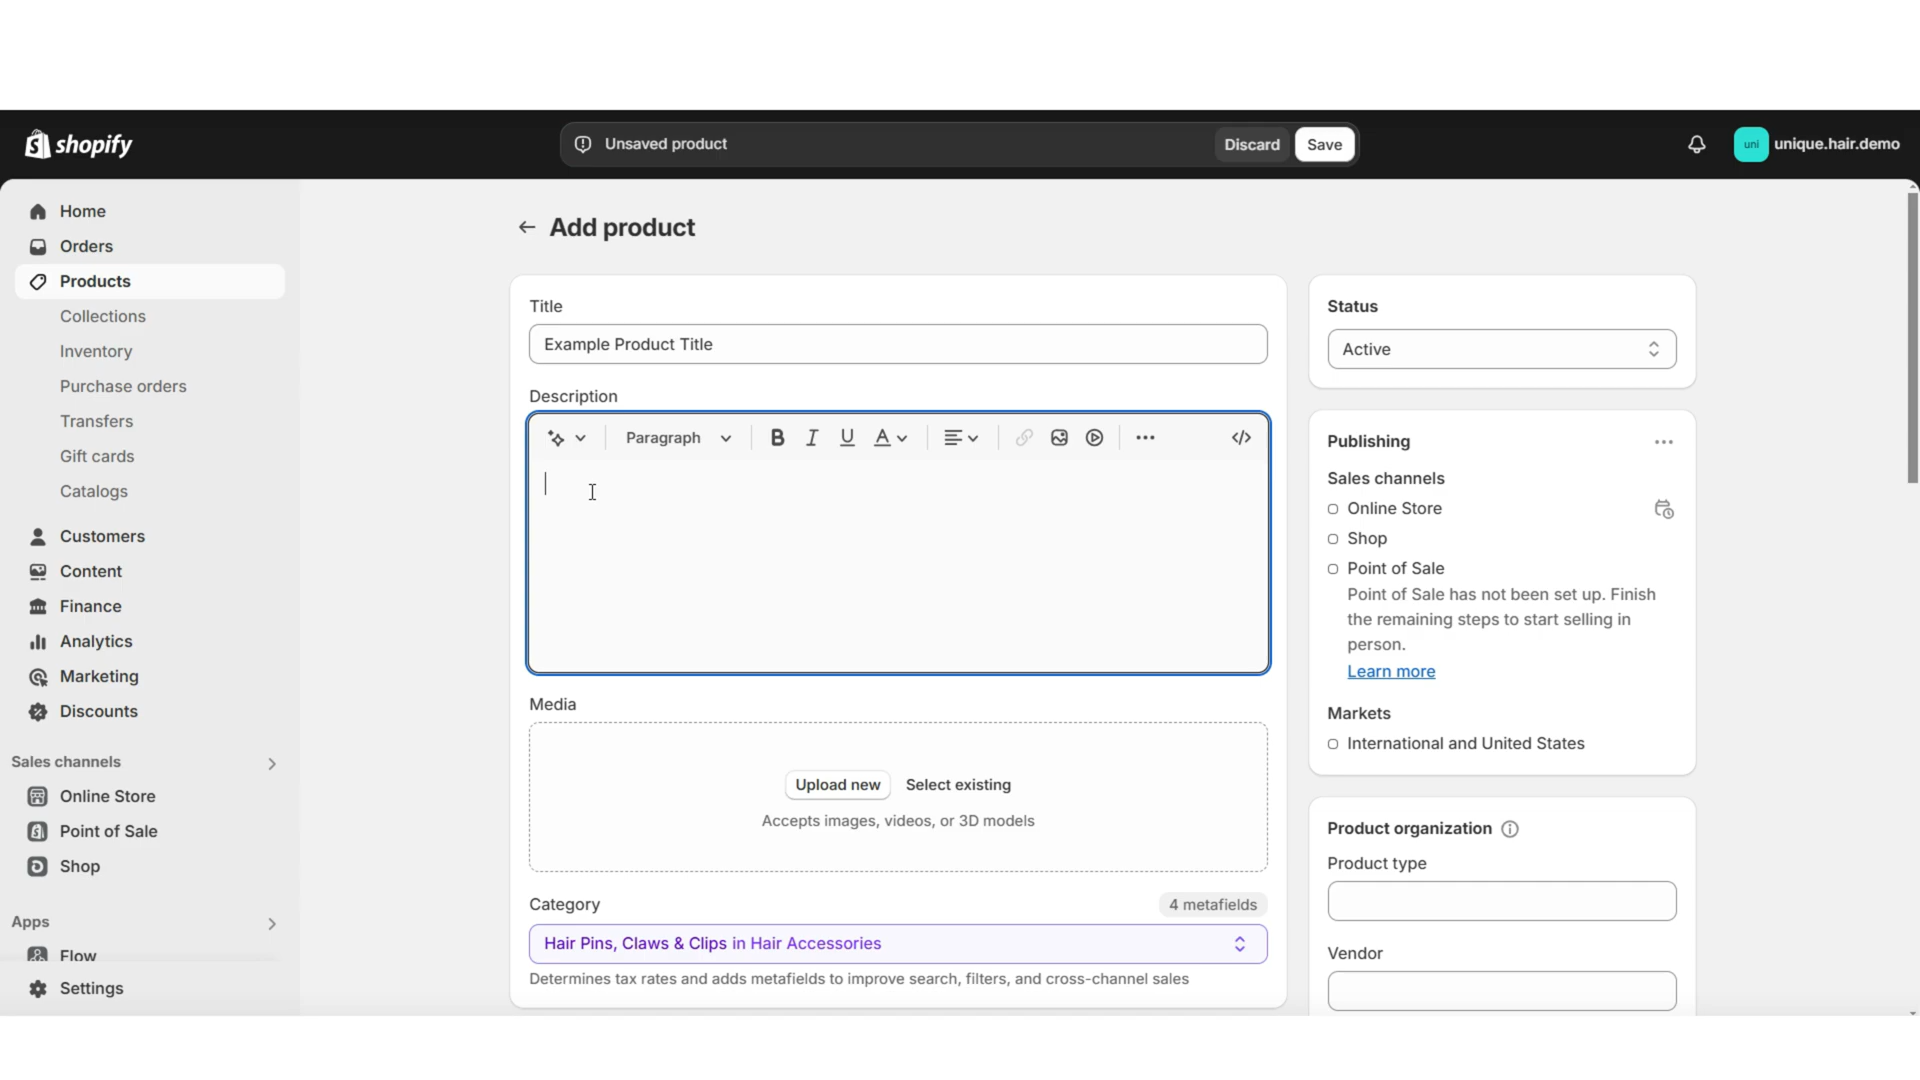 shopify
Unsaved product
Discard
Save
uni
unique.hair.demo
Home
Orders
Products
Collections
Inventory
Purchase orders
Transfers
Gift cards
Catalogs
Customers
Content
Finance
Analytics
Marketing
Discounts
Sales channels
Online Store
Point of Sale
Shop
Apps
Flow
Settings
Add product
Title
Example Product Title
Description
Paragraph
B I U A
Media
Upload new
Select existing
Accepts images, videos, or 3D models
Category
4 metafields
Hair Pins, Claws & Clips in Hair Accessories
Determines tax rates and adds metafields to improve search, filters, and cross-channel sales
Status
Active
Publishing
Sales channels
Online Store
Shop
Point of Sale
Point of Sale has not been set up. Finish
the remaining steps to start selling in
person.
Learn more
Markets
International and United States
Product organization
Product type
Vendor